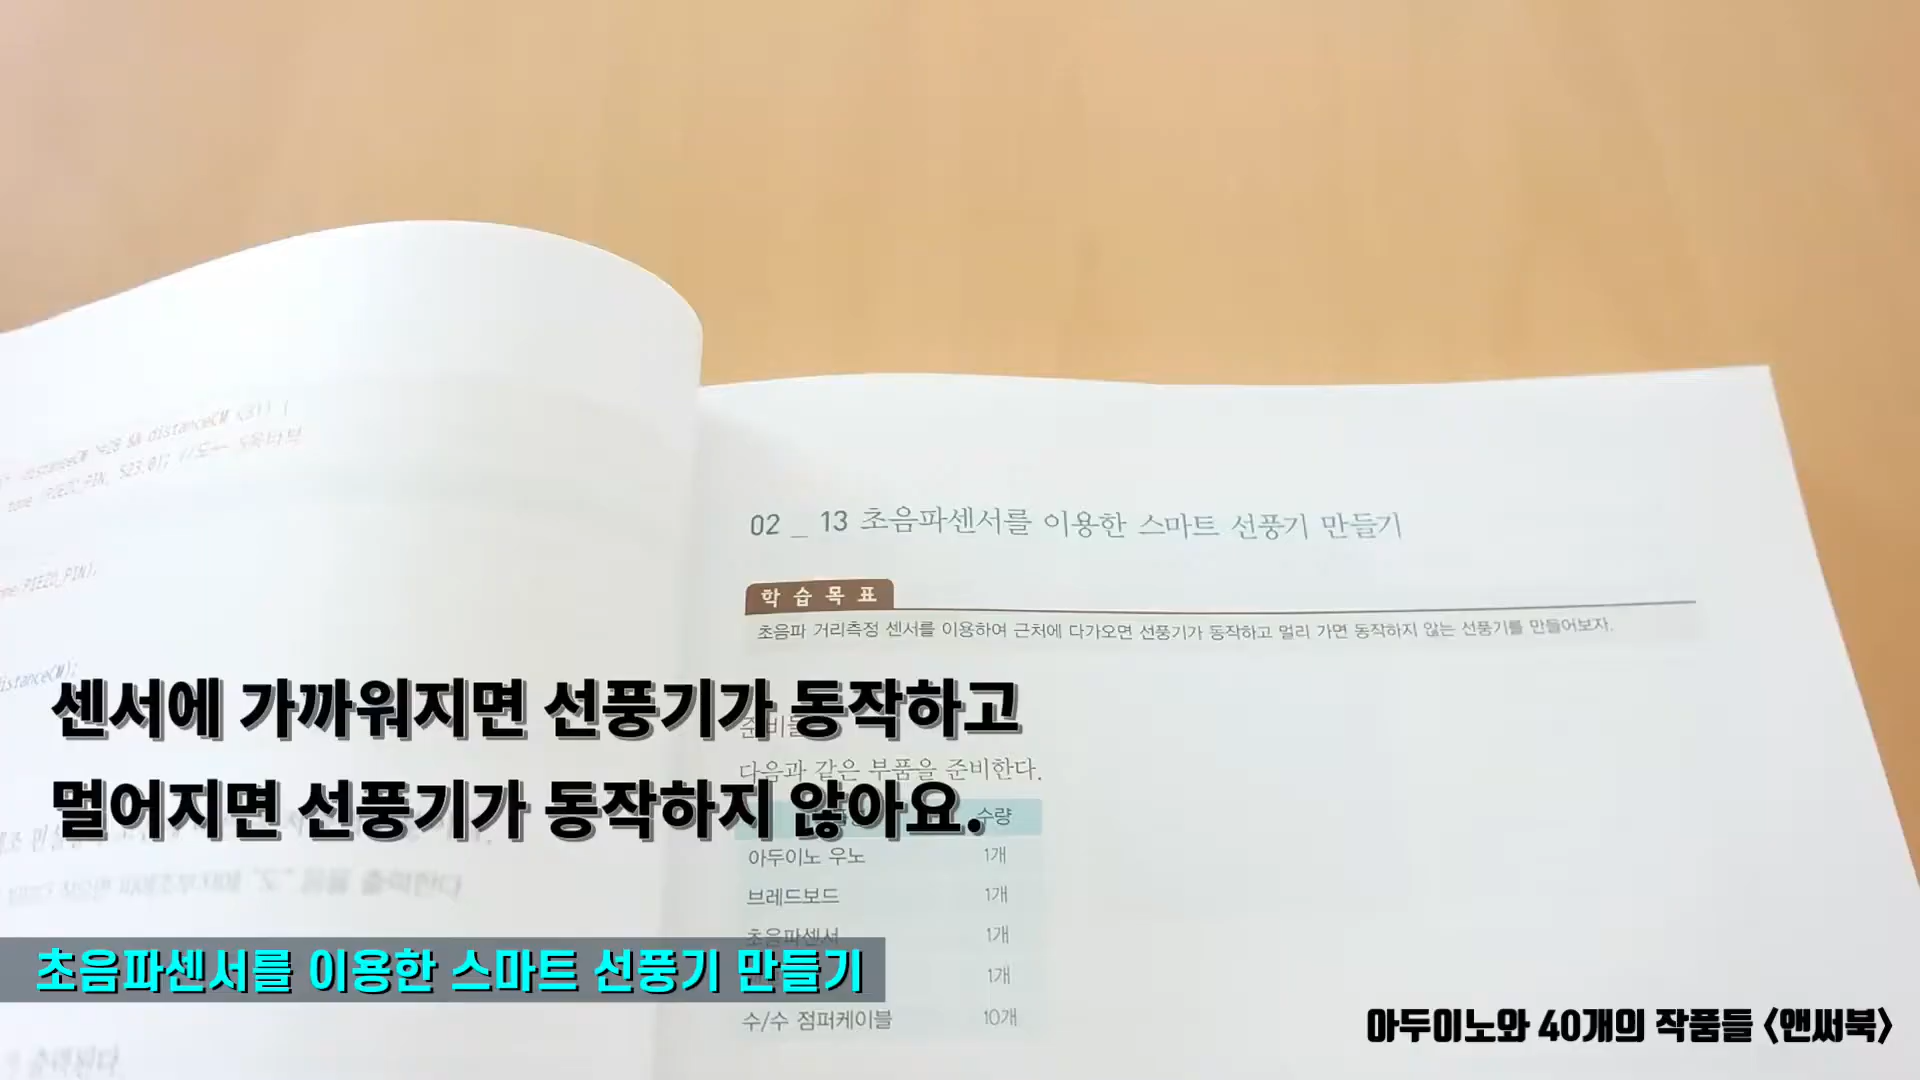 distanceCM <31) {
tone (PIEZO_PIN, 523.0);
PIEZO_PIN);
distanceCM);
02 _ 13 초음파센서를 이용한 스마트 선풍기 만들기
학습목표
초음파 거리측정 센서를 이용하여 근처에 다가오면 선풍기가 동작하고 멀리 가면 동작하지 않는 선풍기를 만들어보자.
센서에 가까워지면 선풍기가 동작하고
멀어지면 선풍기가 동작하지 않아요.
다음과 같은 부품을 준비한다.
수량
아두이노 우노 1개
브레드보드 1개
초음파센서 1개
1개
수/수 점퍼케이블 10개
초음파센서를 이용한 스마트 선풍기 만들기
아두이노와 40개의 작품들 <앤써북>